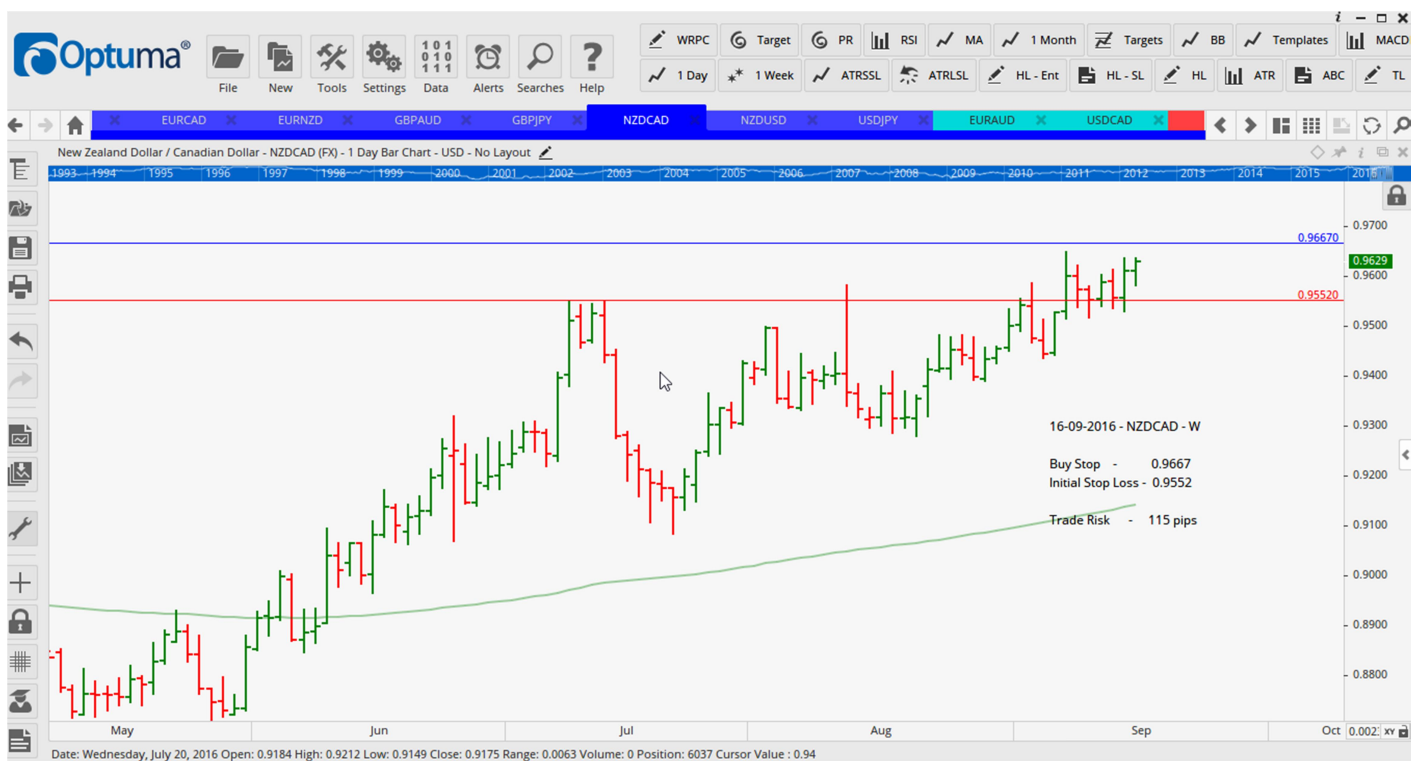 Optuma®
File New Tools Settings Data Alerts Searches Help
WRPC Target PR RSI MA 1 Month Targets BB Templates MACD
1 Day 1 Week ATRSSL ATRLSL HL - Ent HL - SL HL ATR ABC TL
EURCAD EURNZD GBPAUD GBPJPY NZDCAD NZDUSD USDJPY EURAUD USDCAD
New Zealand Dollar / Canadian Dollar - NZDCAD (FX) - 1 Day Bar Chart - USD - No Layout
1993 1994 1995 1996 1997 1998 1999 2000 2001 2002 2003 2004 2005 2006 2007 2008 2009 2010 2011 2012 2013 2014 2015 2016
0.9700
0.96670
0.9629
0.9600
0.95520
0.9500
0.9400
0.9300
0.9200
0.9100
0.9000
0.8900
0.8800
16-09-2016 - NZDCAD - W
Buy Stop - 0.9667
Initial Stop Loss - 0.9552
Trade Risk - 115 pips
May Jun Jul Aug Sep Oct XY
Date: Wednesday, July 20, 2016 Open: 0.9184 High: 0.9212 Low: 0.9149 Close: 0.9175 Range: 0.0063 Volume: 0 Position: 6037 Cursor Value : 0.94